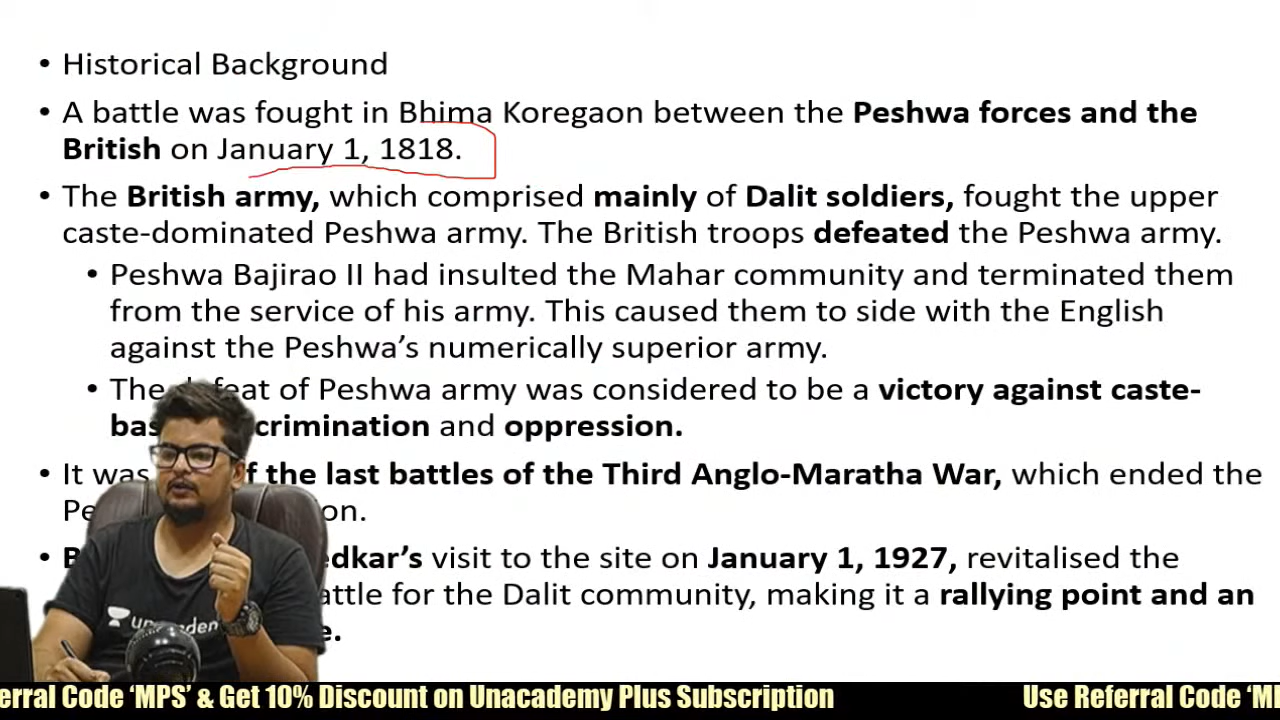 • Historical Background
• A battle was fought in Bhima Koregaon between the Peshwa forces and the
British on January 1, 1818.
• The British army, which comprised mainly of Dalit soldiers, fought the upper
caste-dominated Peshwa army. The British troops defeated the Peshwa army.
• Peshwa Bajirao II had insulted the Mahar community and terminated them
from the service of his army. This caused them to side with the English
against the Peshwa’s numerically superior army.
• The defeat of Peshwa army was considered to be a victory against caste-
and oppression.
• It was the last battles of the Third Anglo-Maratha War, which ended the
• visit to the site on January 1, 1927, revitalised the
for the Dalit community, making it a rallying point and an
Referral Code ‘MPS’ & Get 10% Discount on Unacademy Plus Subscription
Use Referral Code